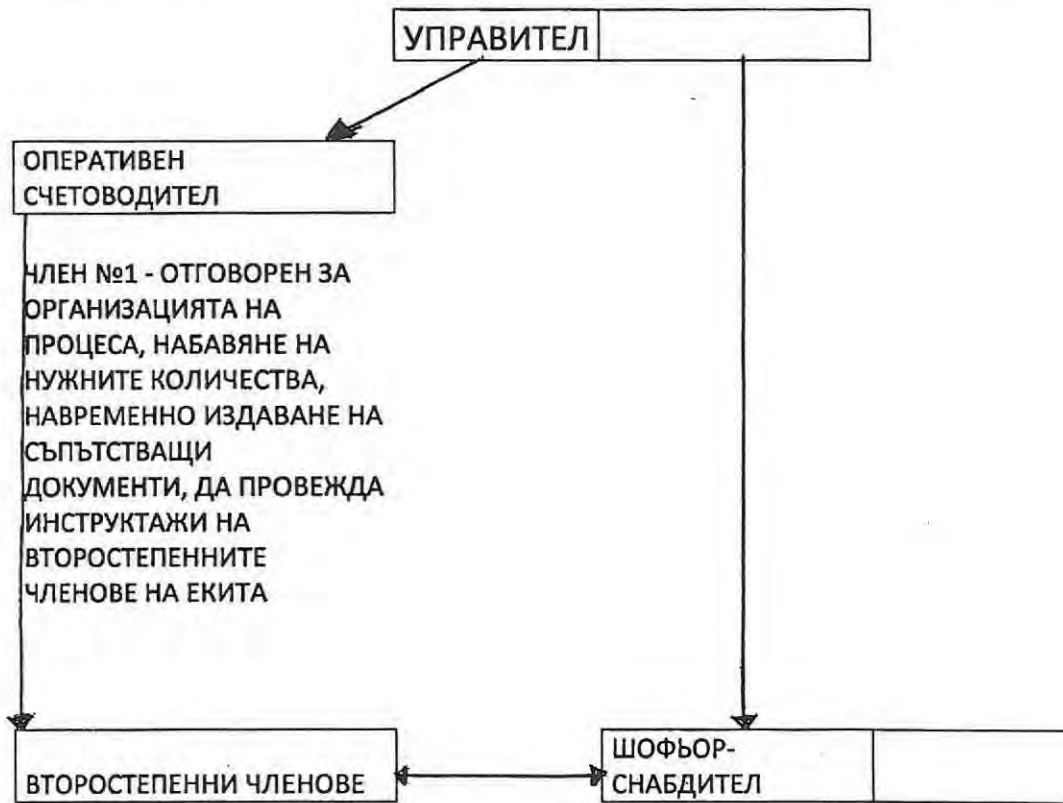 УПРАВИТЕЛ
ОПЕРАТИВЕН
СЧЕТОВОДИТЕЛ
ЧЛЕН №1 - ОТГОВОРЕН ЗА
ОРГАНИЗАЦИЯТА НА
ПРОЦЕСА, НАБАВЯНЕ НА
НУЖНИТЕ КОЛИЧЕСТВА,
НАВРЕМЕННО ИЗДАВАНЕ НА
СЪПЪТСТВАЩИ
ДОКУМЕНТИ, ДА ПРОВЕЖДА
ИНСТРУКТАЖИ НА
ВТОРОСТЕПЕННИТЕ
ЧЛЕНОВЕ НА ЕКИТА
ВТОРОСТЕПЕННИ ЧЛЕНОВЕ
ШОФЬОР-
СНАБДИТЕЛ